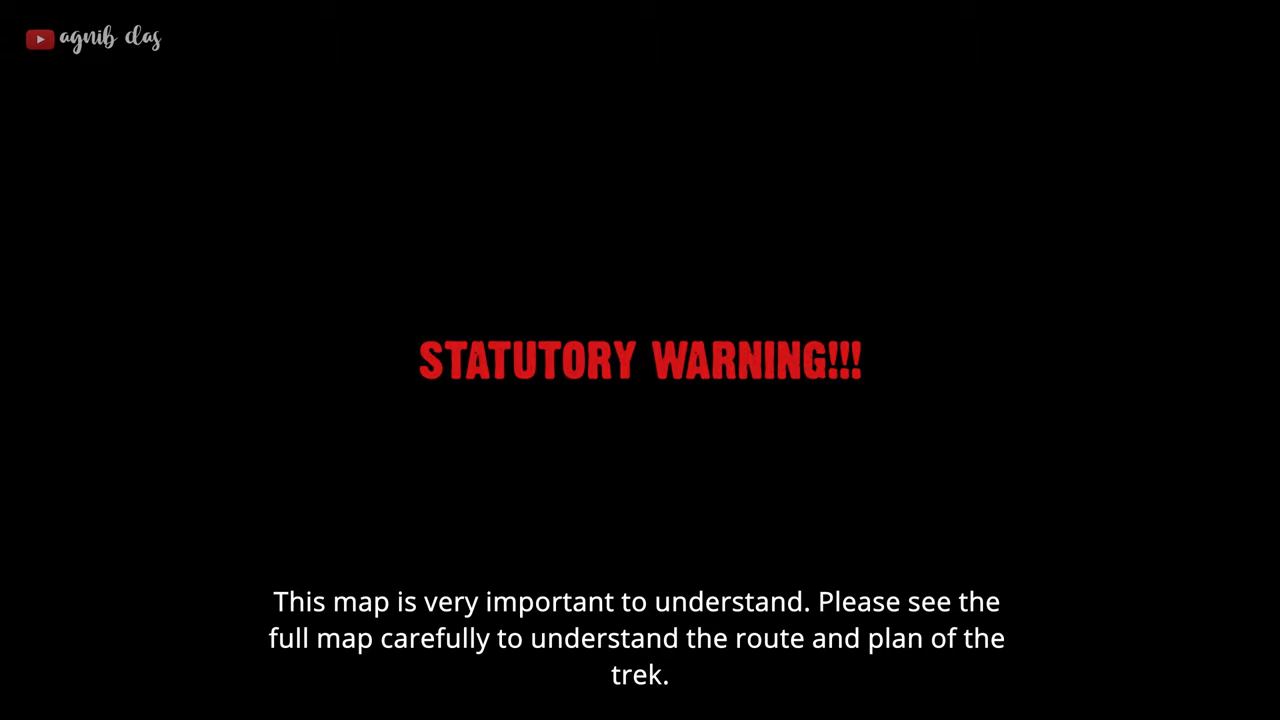 agnib das
STATUTORY WARNING!!!
This map is very important to understand. Please see the
full map carefully to understand the route and plan of the
trek.